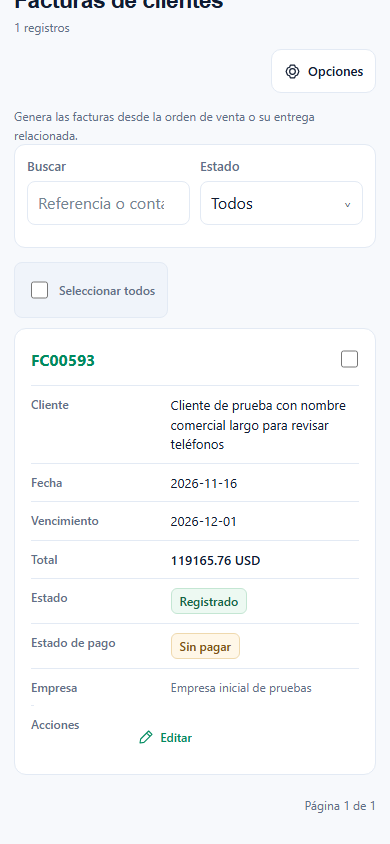 Facturas de clientes
1 registros
Opciones
Genera las facturas desde la orden de venta o su entrega
relacionada.
Buscar
Estado
Referencia o conta
Todos
Seleccionar todos
FC00593
Cliente
Cliente de prueba con nombre
comercial largo para revisar
teléfonos
Fecha
2026-11-16
Vencimiento
2026-12-01
Total
119165.76 USD
Estado
Registrado
Estado de pago
Sin pagar
Empresa
Empresa inicial de pruebas
Acciones
Editar
Página 1 de 1